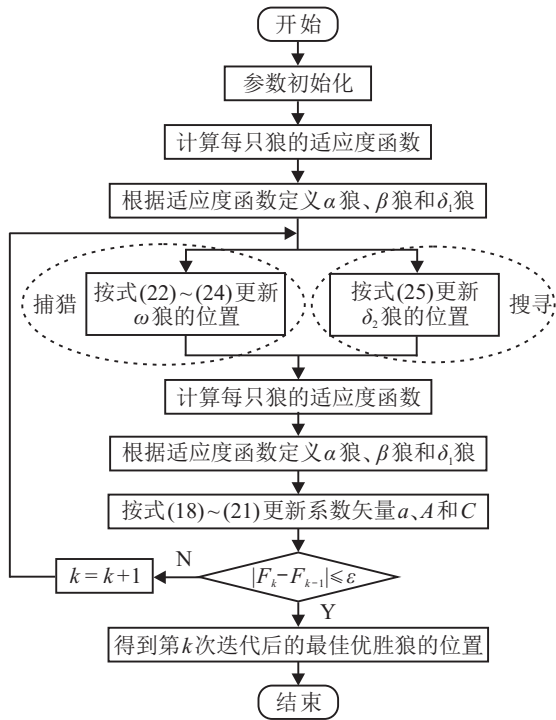 开始
参数初始化
计算每只狼的适应度函数
根据适应度函数定义α狼、β狼和δ₁狼
捕猎
按式(22)~(24)更新
ω狼的位置
按式(25)更新
δ₂狼的位置
搜寻
计算每只狼的适应度函数
根据适应度函数定义α狼、β狼和δ₁狼
按式(18)~(21)更新系数矢量a、A和C
k=k+1
N
|Fₖ−Fₖ₋₁|≤ε
Y
得到第k次迭代后的最佳优胜狼的位置
结束